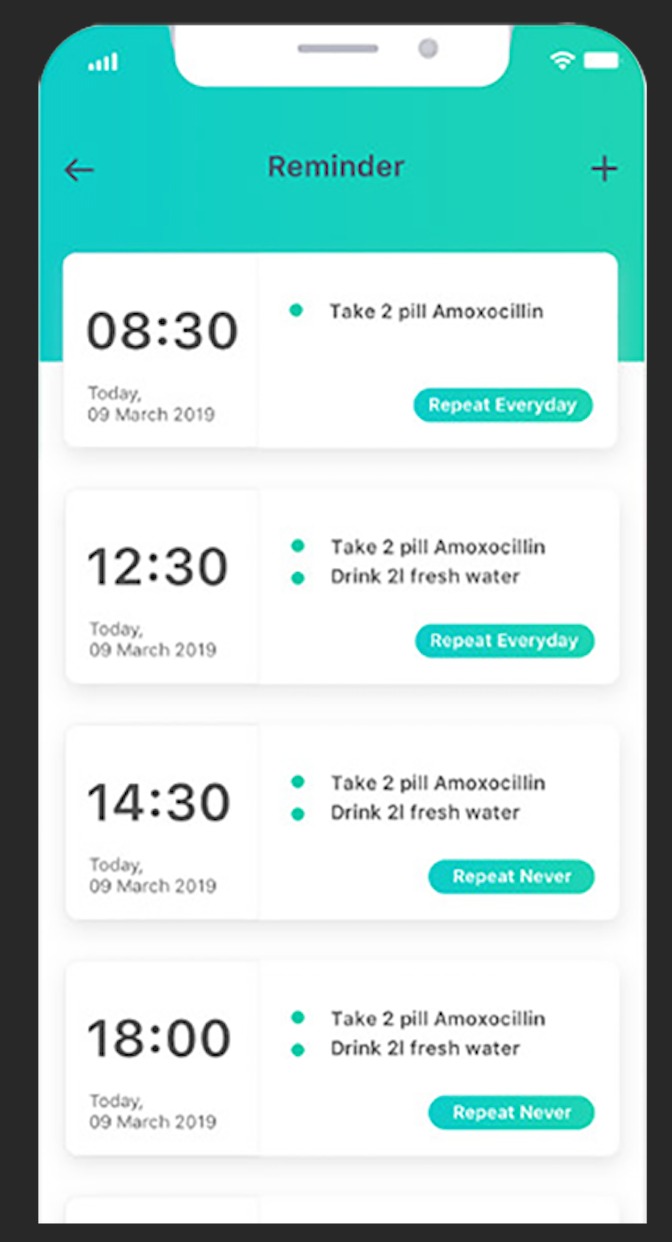 Reminder
08:30
Today,
09 March 2019
Take 2 pill Amoxocillin
Repeat Everyday
12:30
Today,
09 March 2019
Take 2 pill Amoxocillin
Drink 2l fresh water
Repeat Everyday
14:30
Today,
09 March 2019
Take 2 pill Amoxocillin
Drink 2l fresh water
Repeat Never
18:00
Today,
09 March 2019
Take 2 pill Amoxocillin
Drink 2l fresh water
Repeat Never